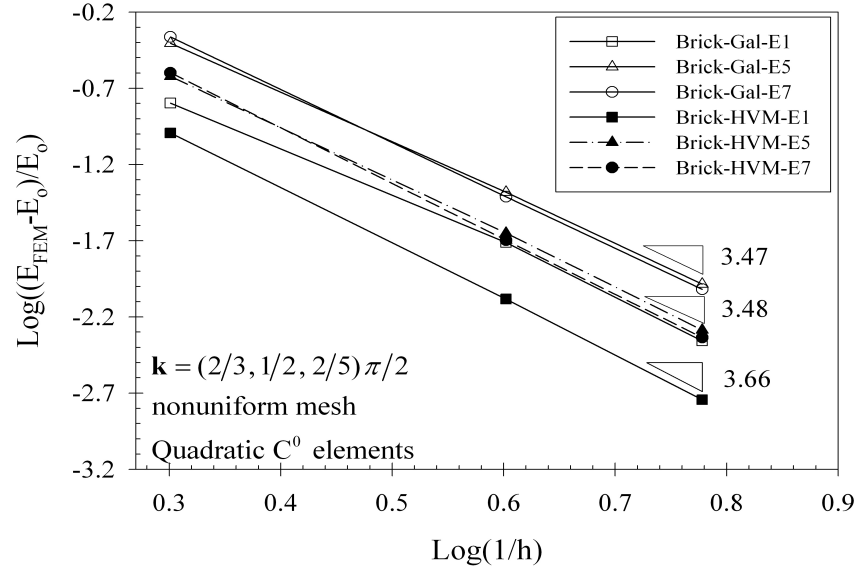 -0.2
-0.7
-1.2
-1.7
-2.2
-2.7
-3.2
Log((E_FEM-E_o)/E_o)
Brick-Gal-E1
Brick-Gal-E5
Brick-Gal-E7
Brick-HVM-E1
Brick-HVM-E5
Brick-HVM-E7
3.47
3.48
3.66
k = (2/3, 1/2, 2/5) π/2
nonuniform mesh
Quadratic C⁰ elements
0.3 0.4 0.5 0.6 0.7 0.8 0.9
Log(1/h)